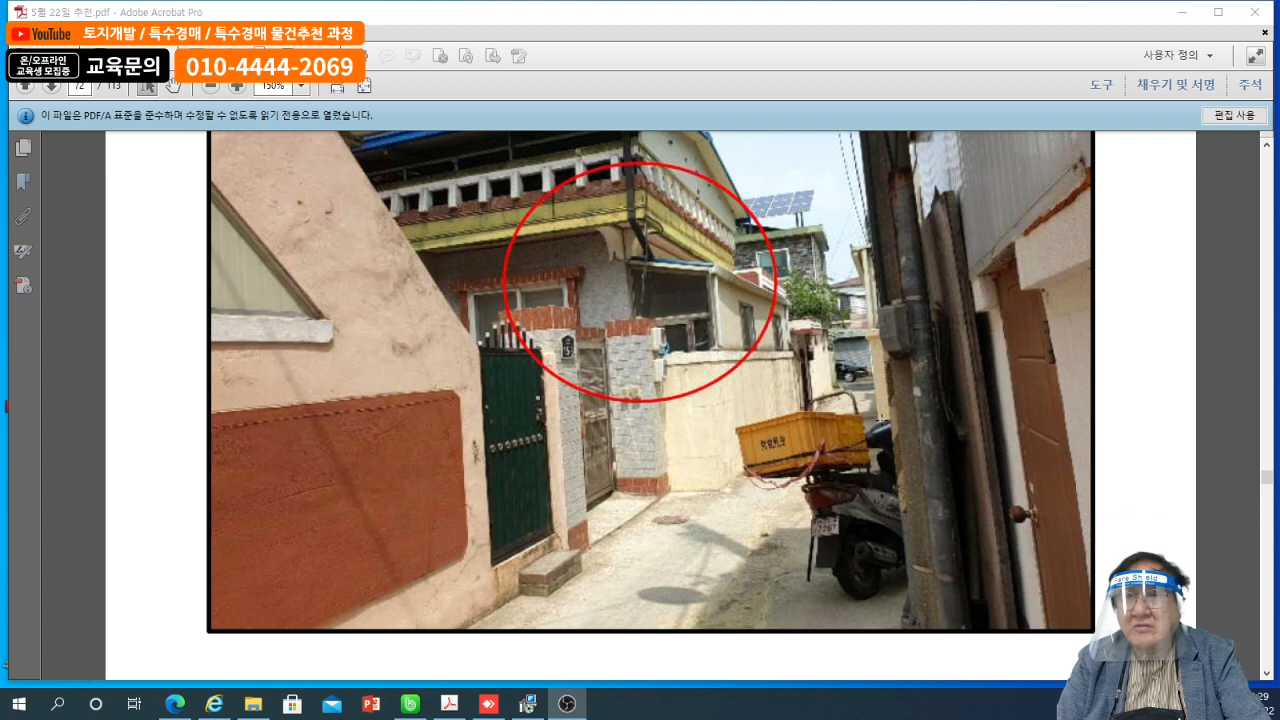 5월 22일 추천.pdf - Adobe Acrobat Pro
YouTube 토지개발 / 특수경매 / 특수경매 물건추천 과정
온/오프라인
교육생 모집중
교육문의 010-4444-2069
사용자 정의
72 / 113
150%
도구 채우기 및 서명 주석
이 파일은 PDF/A 표준을 준수하며 수정할 수 없도록 읽기 전용으로 열렸습니다.
편집 사용
Face Shield